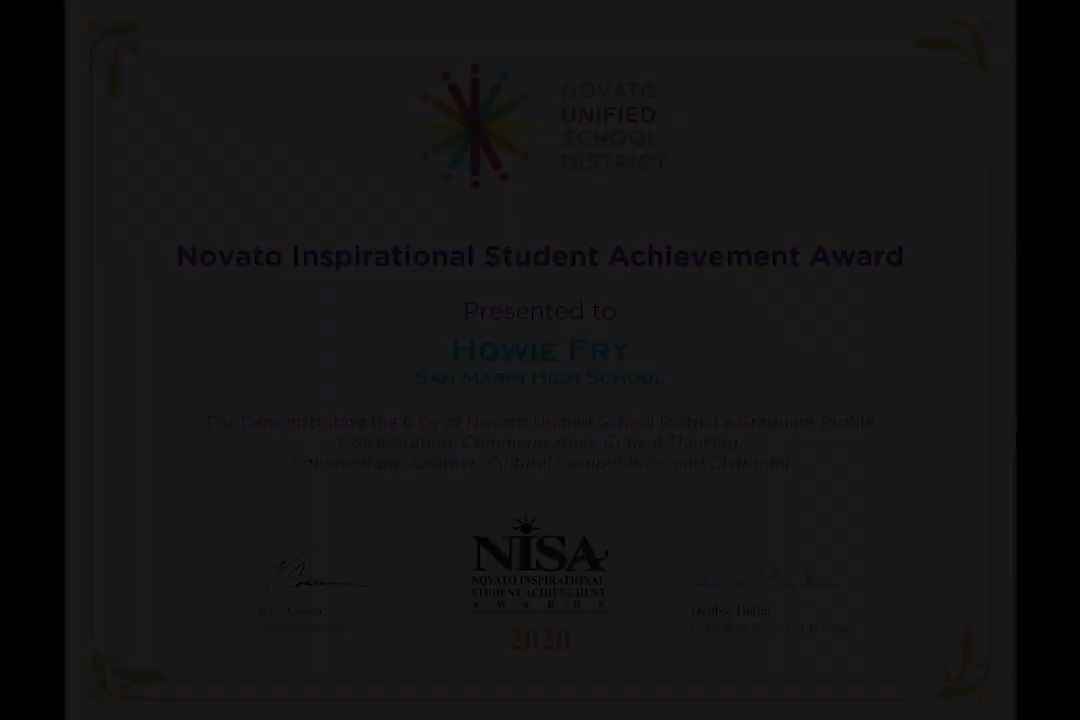 NOVATO
UNIFIED
SCHOOL
DISTRICT
Novato Inspirational Student Achievement Award
Presented to
HOWIE FRY
SAN MARIN HIGH SCHOOL
For Demonstrating the 6 C's of Novato Unified School District's Graduate Profile
Collaboration, Communication, Critical Thinking,
Conscientious Learner, Cultural Competence, and Character
NISA
NOVATO INSPIRATIONAL
STUDENT ACHIEVEMENT
AWARDS
2020